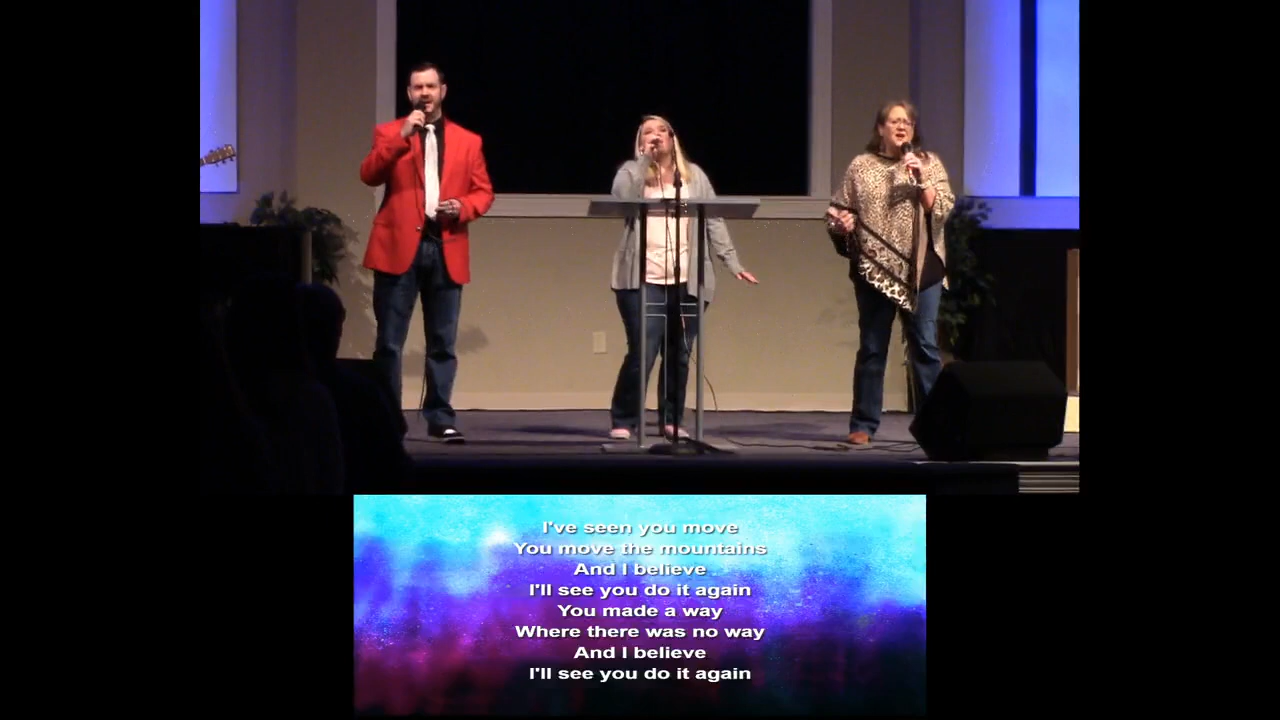 I've seen you move
You move the mountains
And I believe
I'll see you do it again
You made a way
Where there was no way
And I believe
I'll see you do it again